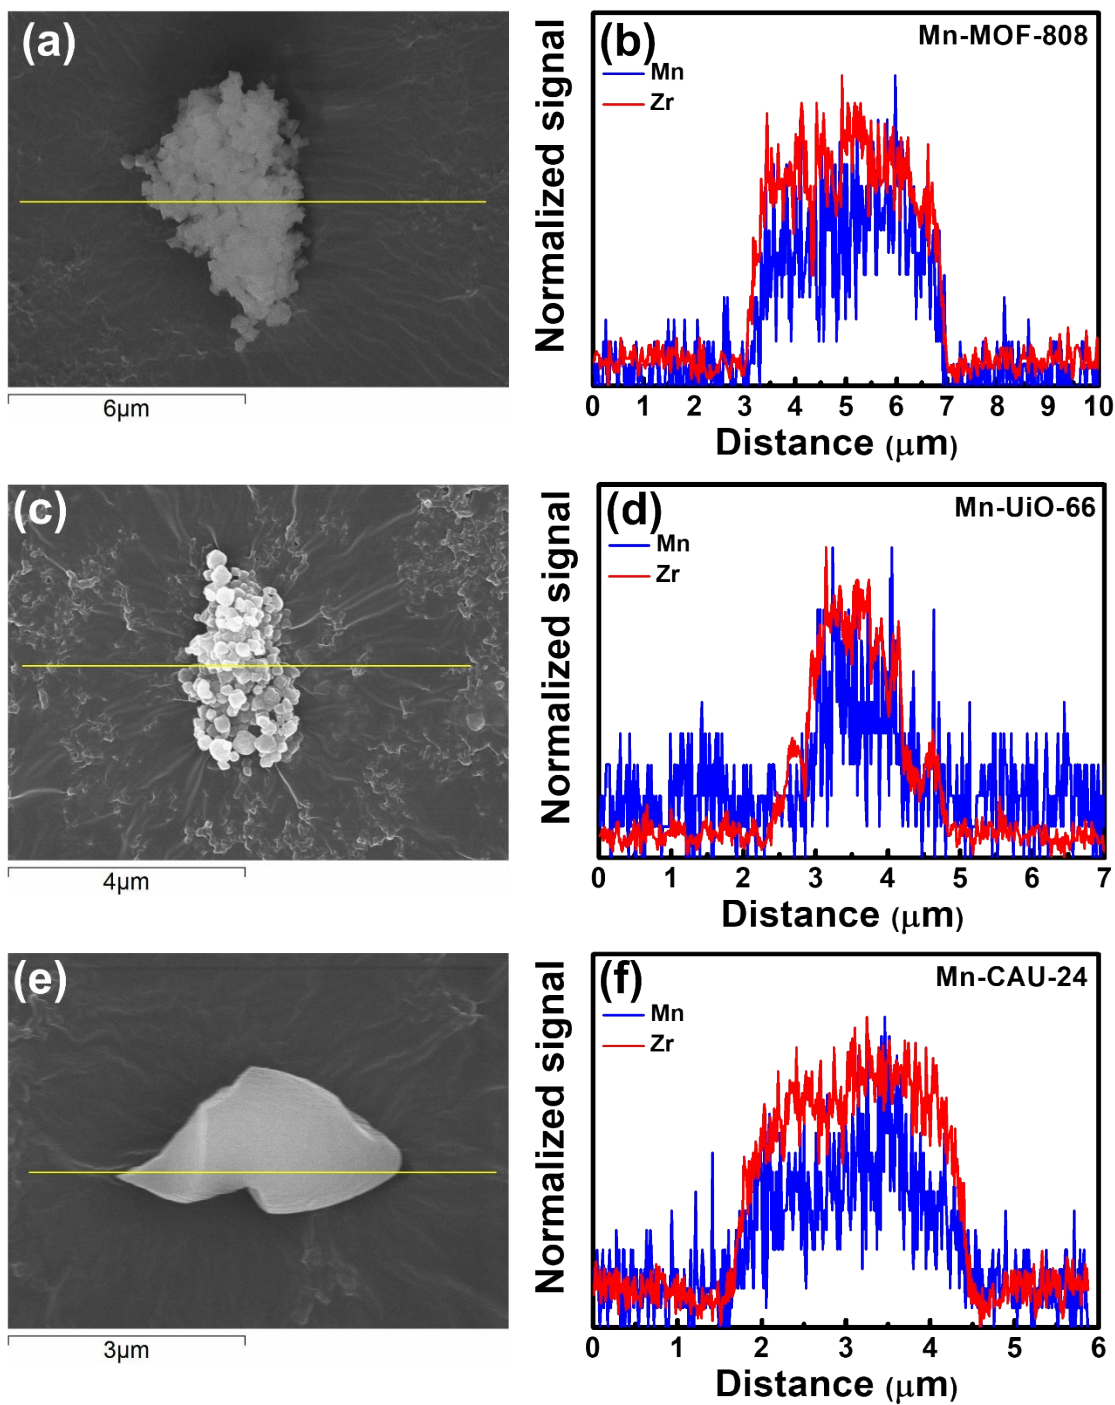 (a)
6μm
(b)
Mn-MOF-808
Mn
Zr
Normalized signal
0 1 2 3 4 5 6 7 8 9 10
Distance (μm)
(c)
4μm
(d)
Mn-UiO-66
Mn
Zr
Normalized signal
0 1 2 3 4 5 6 7
Distance (μm)
(e)
3μm
(f)
Mn-CAU-24
Mn
Zr
Normalized signal
0 1 2 3 4 5 6
Distance (μm)